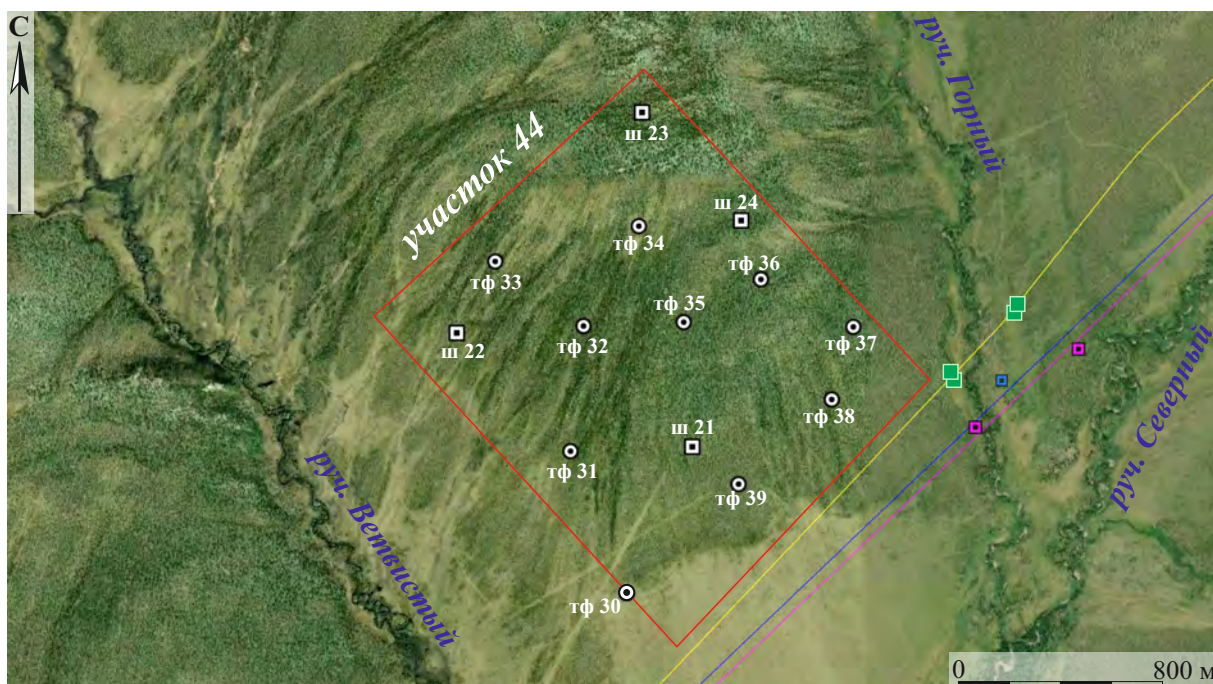 С
руч. Горный
ш 23
участок 44
ш 24
тф 34
тф 33
тф 36
тф 35
тф 32
тф 37
ш 22
руч. Северный
тф 38
ш 21
тф 31
руч. Ветвистый
тф 39
тф 30
0 800 м